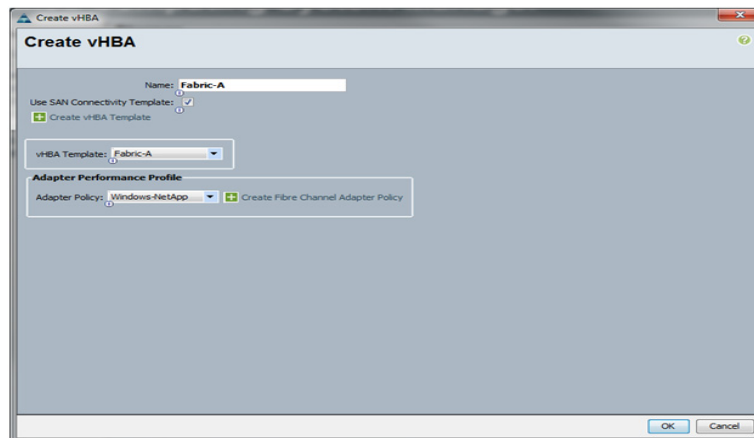 Create vHBA
Create vHBA
Name: Fabric-A
Use SAN Connectivity Template:
Create vHBA Template
vHBA Template: Fabric-A
Adapter Performance Profile
Adapter Policy: Windows-NetApp Create Fibre Channel Adapter Policy
OK Cancel